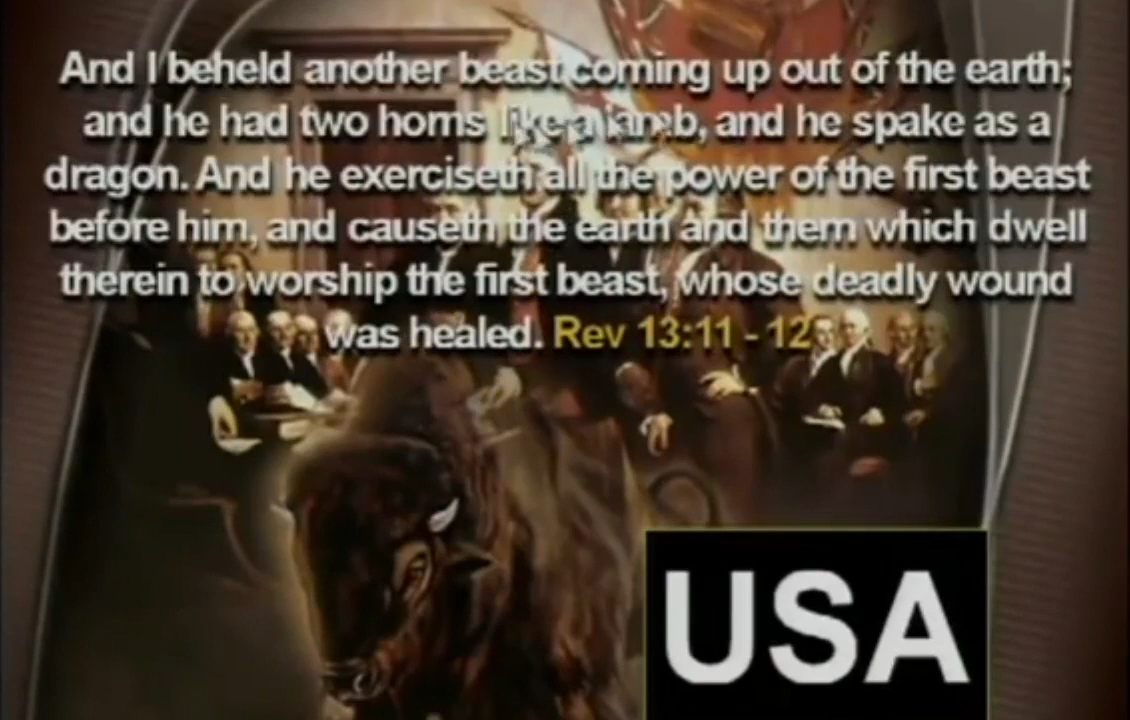 And I beheld another beast coming up out of the earth;
and he had two horns like a lamb, and he spake as a
dragon. And he exerciseth all the power of the first beast
before him, and causeth the earth and them which dwell
therein to worship the first beast, whose deadly wound
was healed. Rev 13:11 - 12
USA